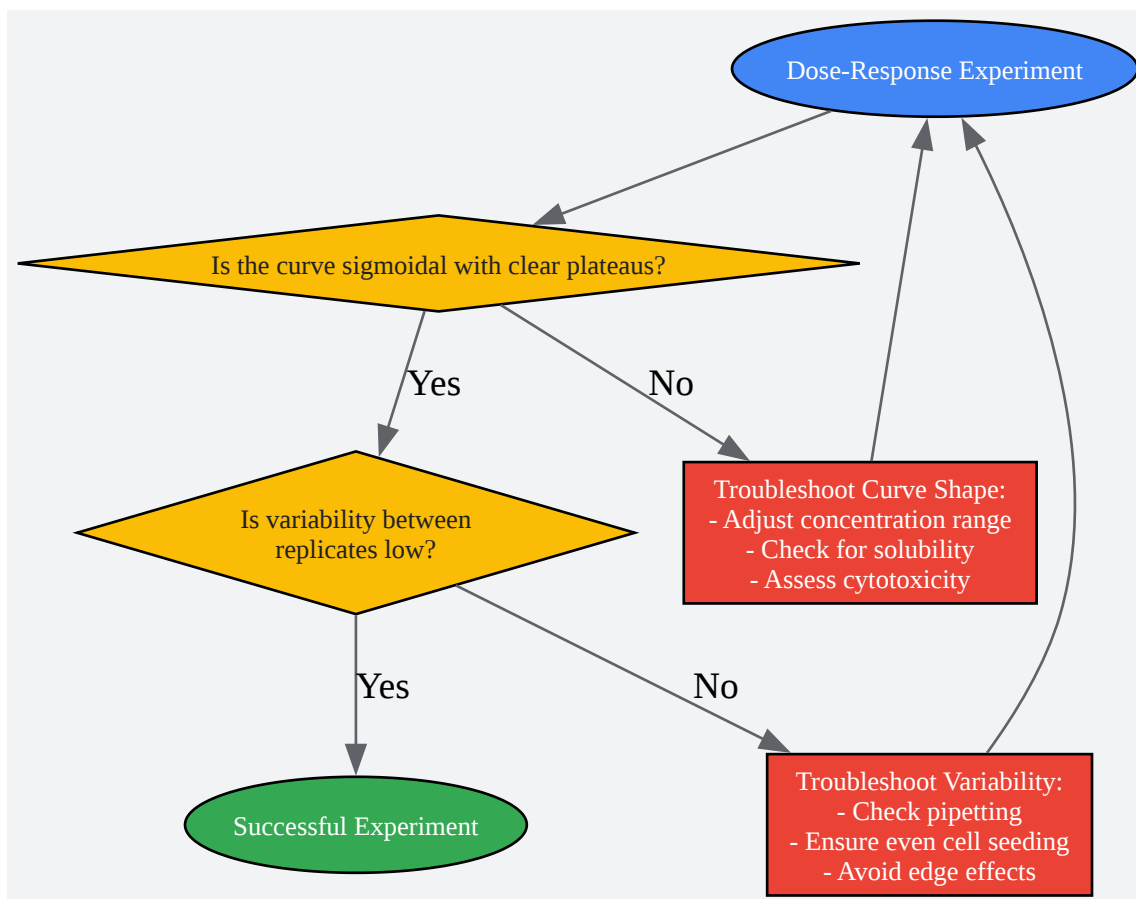 Dose-Response Experiment
Is the curve sigmoidal with clear plateaus?
Yes
No
Troubleshoot Curve Shape:
- Adjust concentration range
- Check for solubility
- Assess cytotoxicity
Is variability between
replicates low?
Yes
No
Troubleshoot Variability:
- Check pipetting
- Ensure even cell seeding
- Avoid edge effects
Successful Experiment